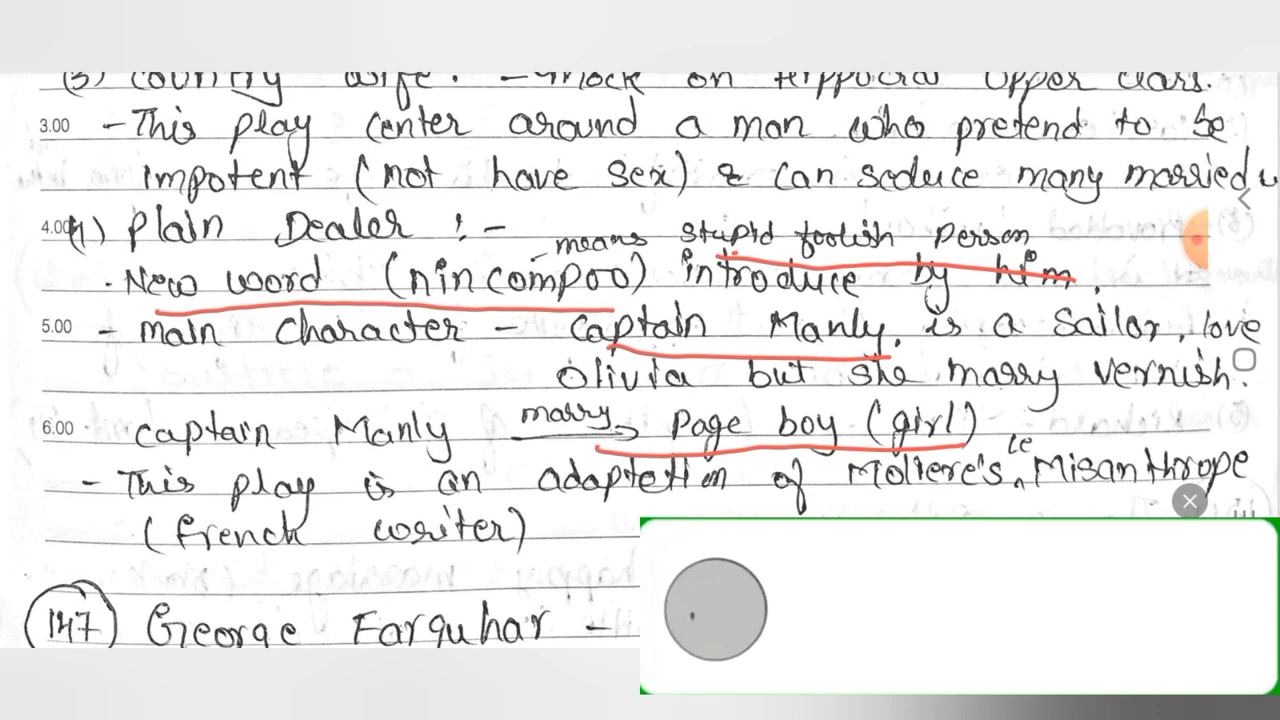 (3) Country Wife : - Mock on Hippocra Upper class.
3.00 - This play center around a man who pretend to be
impotent (not have sex) & can seduce many married w
4.00 (4) Plain Dealer : -
- means stupid foolish person
- New word (nincompoo) introduce by him.
5.00 - main character - Captain Manly, is a Sailor, love
Olivia but she marry vernish.
6.00 Captain Manly marry → Page boy (girl)
- This play is an adaptation of Moliere's, le Misanthrope
(french writer)
147 George Farquhar -